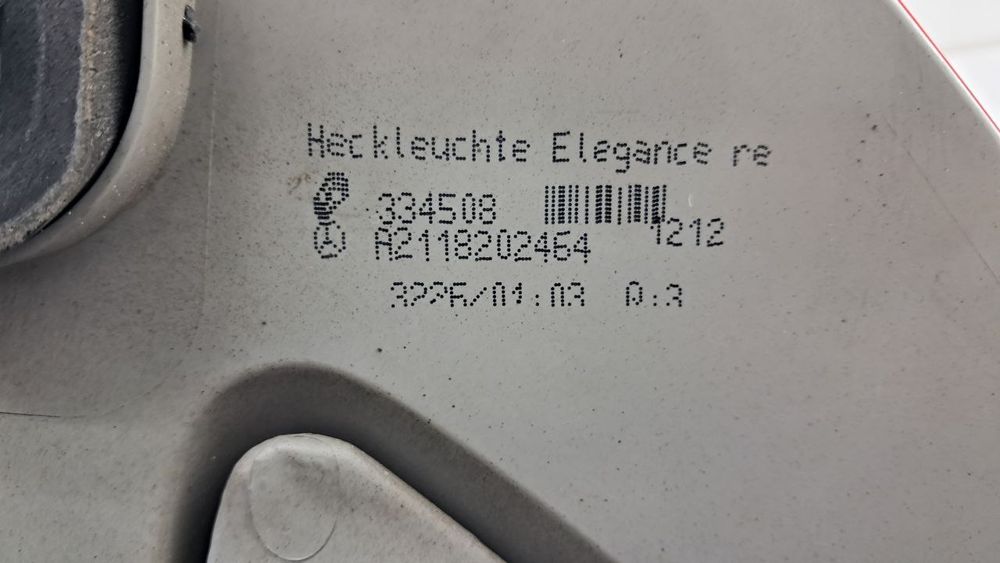 Heckleuchte Elegance re
334508
1212
A2118202464
3226/01:03 0:3